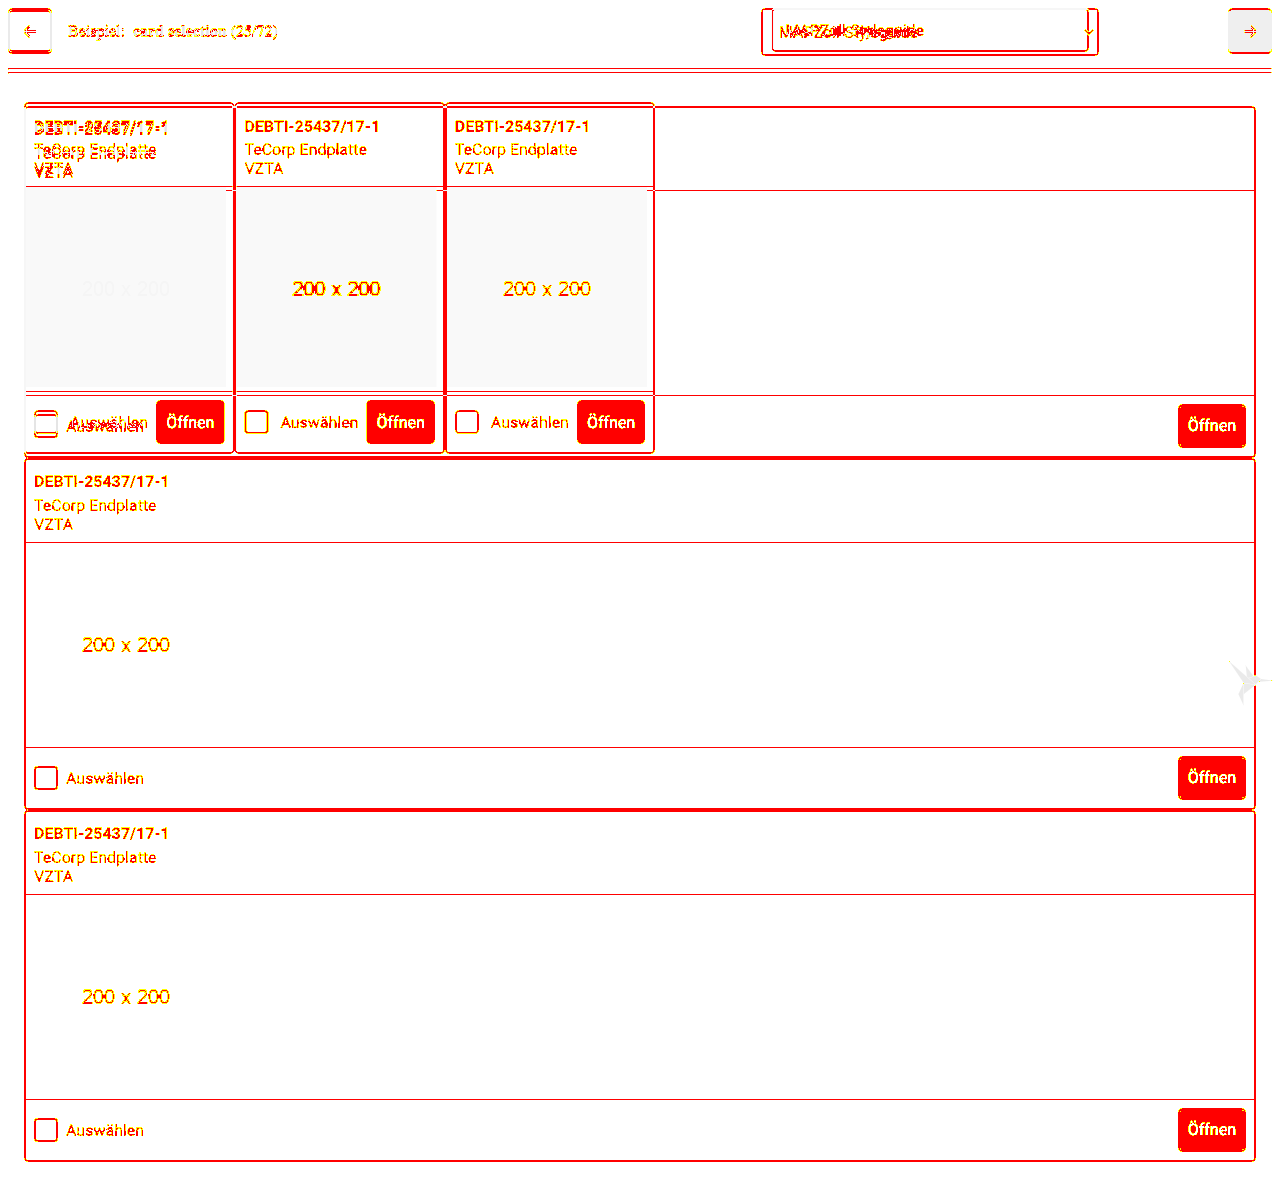 Beispiel: card selection (23/72)
DEBTI-25437/17-1 DEBTI-25437/17-1 DEBTI-25437/17-1
TeCorp Endplatte TeCorp Endplatte TeCorp Endplatte
VZTA VZTA VZTA
200 x 200 200 x 200 200 x 200
Auswählen Öffnen Auswählen Öffnen Auswählen Öffnen Öffnen
Auswählen
DEBTI-25437/17-1
TeCorp Endplatte
VZTA
200 x 200
Auswählen Öffnen
DEBTI-25437/17-1
TeCorp Endplatte
VZTA
200 x 200
Auswählen Öffnen